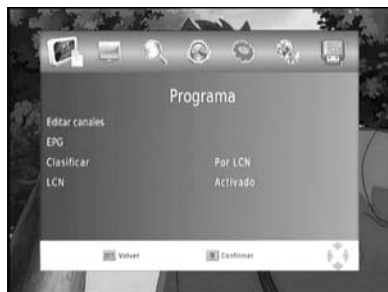 Programa
Editar canales
EPG
Clasificar Por LCN
LCN Activado
Volver Confirmar